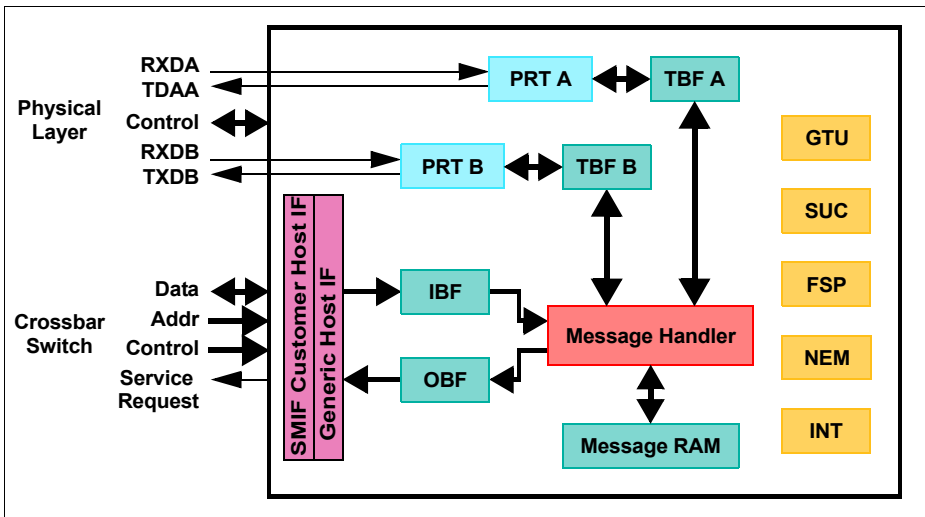 RXDA
TDAA
Physical
Layer
Control
RXDB
TXDB
PRT A
TBF A
PRT B
TBF B
GTU
SUC
FSP
NEM
INT
Crossbar
Switch
Data
Addr
Control
Service
Request
SMIF Customer Host IF
Generic Host IF
IBF
OBF
Message Handler
Message RAM